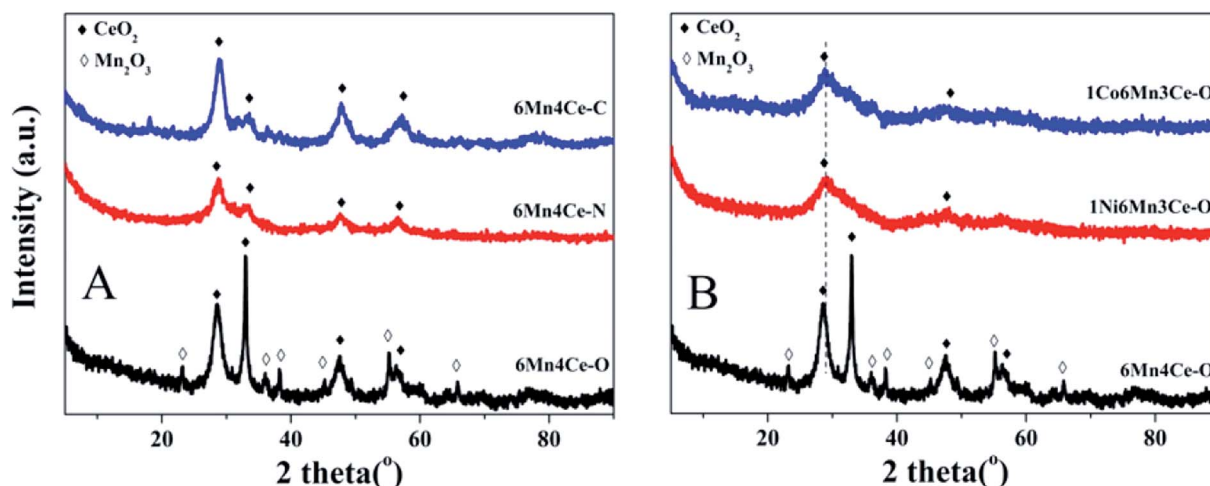 ◆ CeO₂
◇ Mn₂O₃
6Mn4Ce-C
6Mn4Ce-N
A
6Mn4Ce-O
Intensity (a.u.)
20 40 60 80
2 theta(°)
◆ CeO₂
◇ Mn₂O₃
1Co6Mn3Ce-O
1Ni6Mn3Ce-O
B
6Mn4Ce-O
20 40 60 80
2 theta(°)